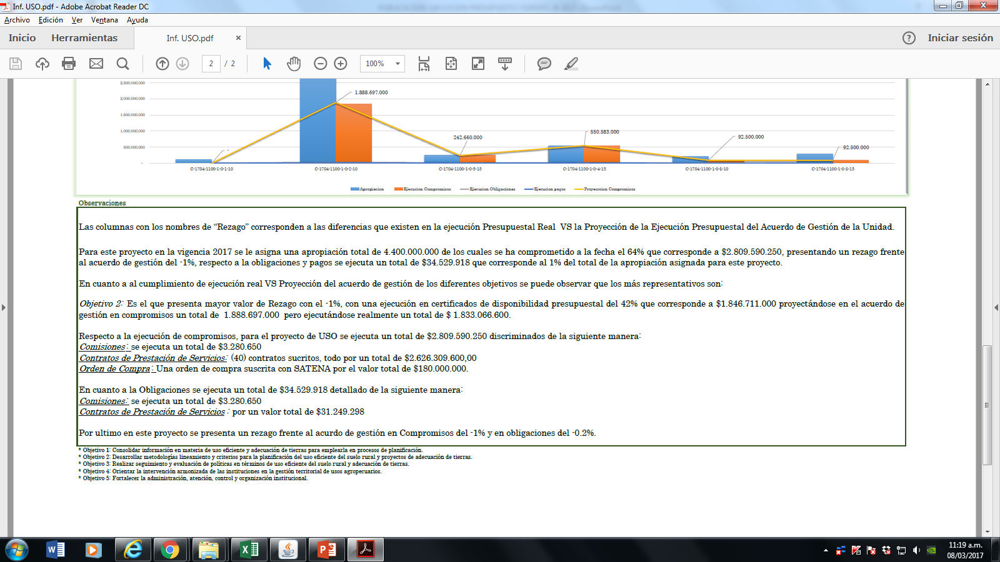 Inf. USO.pdf - Adobe Acrobat Reader DC
Archivo Edición Ver Ventana Ayuda
Inicio Herramientas Inf. USO.pdf × ? Iniciar sesión
2 / 2 100%
2.500.000.000
2.000.000.000
1.500.000.000
1.000.000.000
500.000.000
-
-
1.888.697.000
242.660.000
550.583.000
92.500.000
92.500.000
C-1704-1100-1-0-1-10 C-1704-1100-1-0-2-10 C-1704-1100-1-0-3-15 C-1704-1100-1-0-4-15 C-1704-1100-1-0-5-10 C-1704-1100-1-0-5-15
Apropiacion Ejecucion Compromisos Ejecucion Obligaciones Ejecucion pagos Proyeccion Compromisos
Observaciones
Las columnas con los nombres de “Rezago” corresponden a las diferencias que existen en la ejecución Presupuestal Real VS la Proyección de la Ejecución Presupuestal del Acuerdo de Gestión de la Unidad.
Para este proyecto en la vigencia 2017 se le asigna una apropiación total de 4.400.000.000 de los cuales se ha comprometido a la fecha el 64% que corresponde a $2.809.590.250, presentando un rezago frente
al acuerdo de gestión del -1%, respecto a la obligaciones y pagos se ejecuta un total de $34.529.918 que corresponde al 1% del total de la apropiación asignada para este proyecto.
En cuanto a al cumplimiento de ejecución real VS Proyección del acuerdo de gestión de los diferentes objetivos se puede observar que los más representativos son:
Objetivo 2: Es el que presenta mayor valor de Rezago con el -1%, con una ejecución en certificados de disponibilidad presupuestal del 42% que corresponde a $1.846.711.000 proyectándose en el acuerdo de
gestión en compromisos un total de 1.888.697.000 pero ejecutándose realmente un total de $ 1.833.066.600.
Respecto a la ejecución de compromisos, para el proyecto de USO se ejecuta un total de $2.809.590.250 discriminados de la siguiente manera:
Comisiones: se ejecuta un total de $3.280.650
Contratos de Prestación de Servicios: (40) contratos sucritos, todo por un total de $2.626.309.600,00
Orden de Compra: Una orden de compra suscrita con SATENA por el valor total de $180.000.000.
En cuanto a la Obligaciones se ejecuta un total de $34.529.918 detallado de la siguiente manera:
Comisiones: se ejecuta un total de $3.280.650
Contratos de Prestación de Servicios : por un valor total de $31.249.298
Por ultimo en este proyecto se presenta un rezago frente al acurdo de gestión en Compromisos del -1% y en obligaciones del -0.2%.
* Objetivo 1: Consolidar información en materia de uso eficiente y adecuación de tierras para emplearla en procesos de planificación.
* Objetivo 2: Desarrollar metodologías lineamiento y criterios para la planificación del uso eficiente del suelo rural y proyectos de adecuación de tierras.
* Objetivo 3: Realizar seguimiento y evaluación de políticas en términos de uso eficiente del suelo rural y adecuación de tierras.
* Objetivo 4: Orientar la intervención armonizada de las instituciones en la gestión territorial de usos agropecuarios.
* Objetivo 5: Fortalecer la administración, atención, control y organización institucional.
11:19 a.m.
08/03/2017